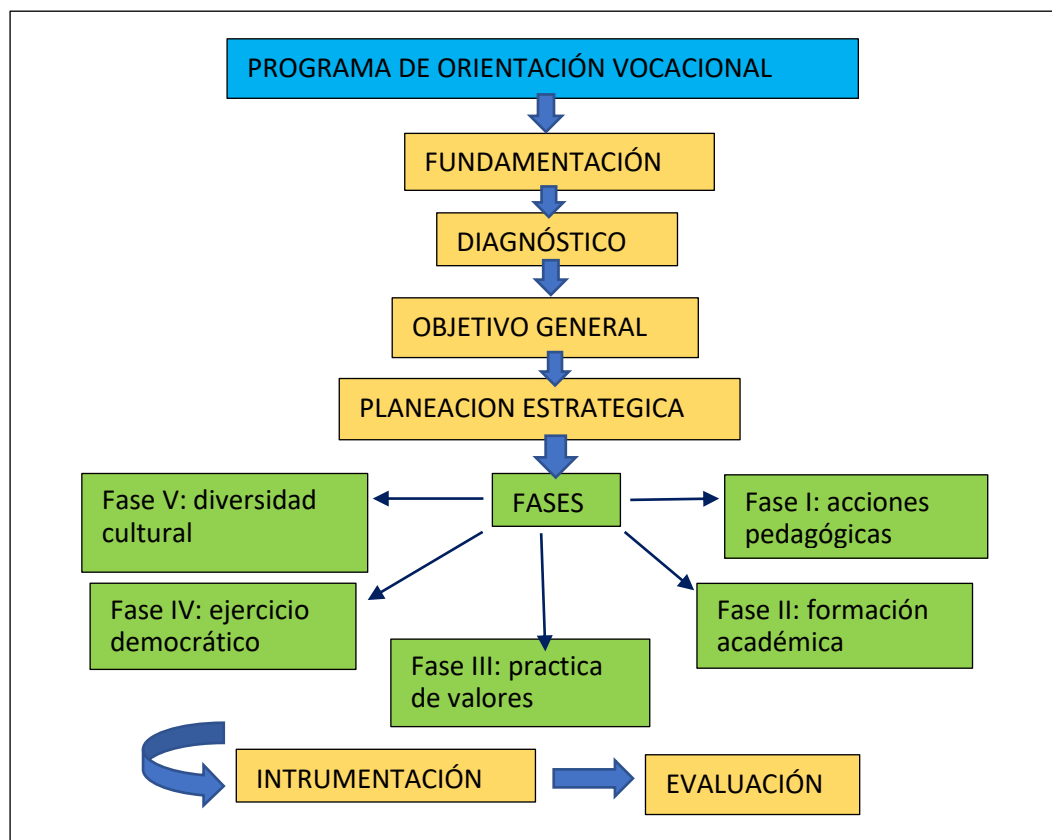 PROGRAMA DE ORIENTACIÓN VOCACIONAL
FUNDAMENTACIÓN
DIAGNÓSTICO
OBJETIVO GENERAL
PLANEACION ESTRATEGICA
FASES
Fase I: acciones
pedagógicas
Fase II: formación
académica
Fase III: practica
de valores
Fase IV: ejercicio
democrático
Fase V: diversidad
cultural
INTRUMENTACIÓN
EVALUACIÓN